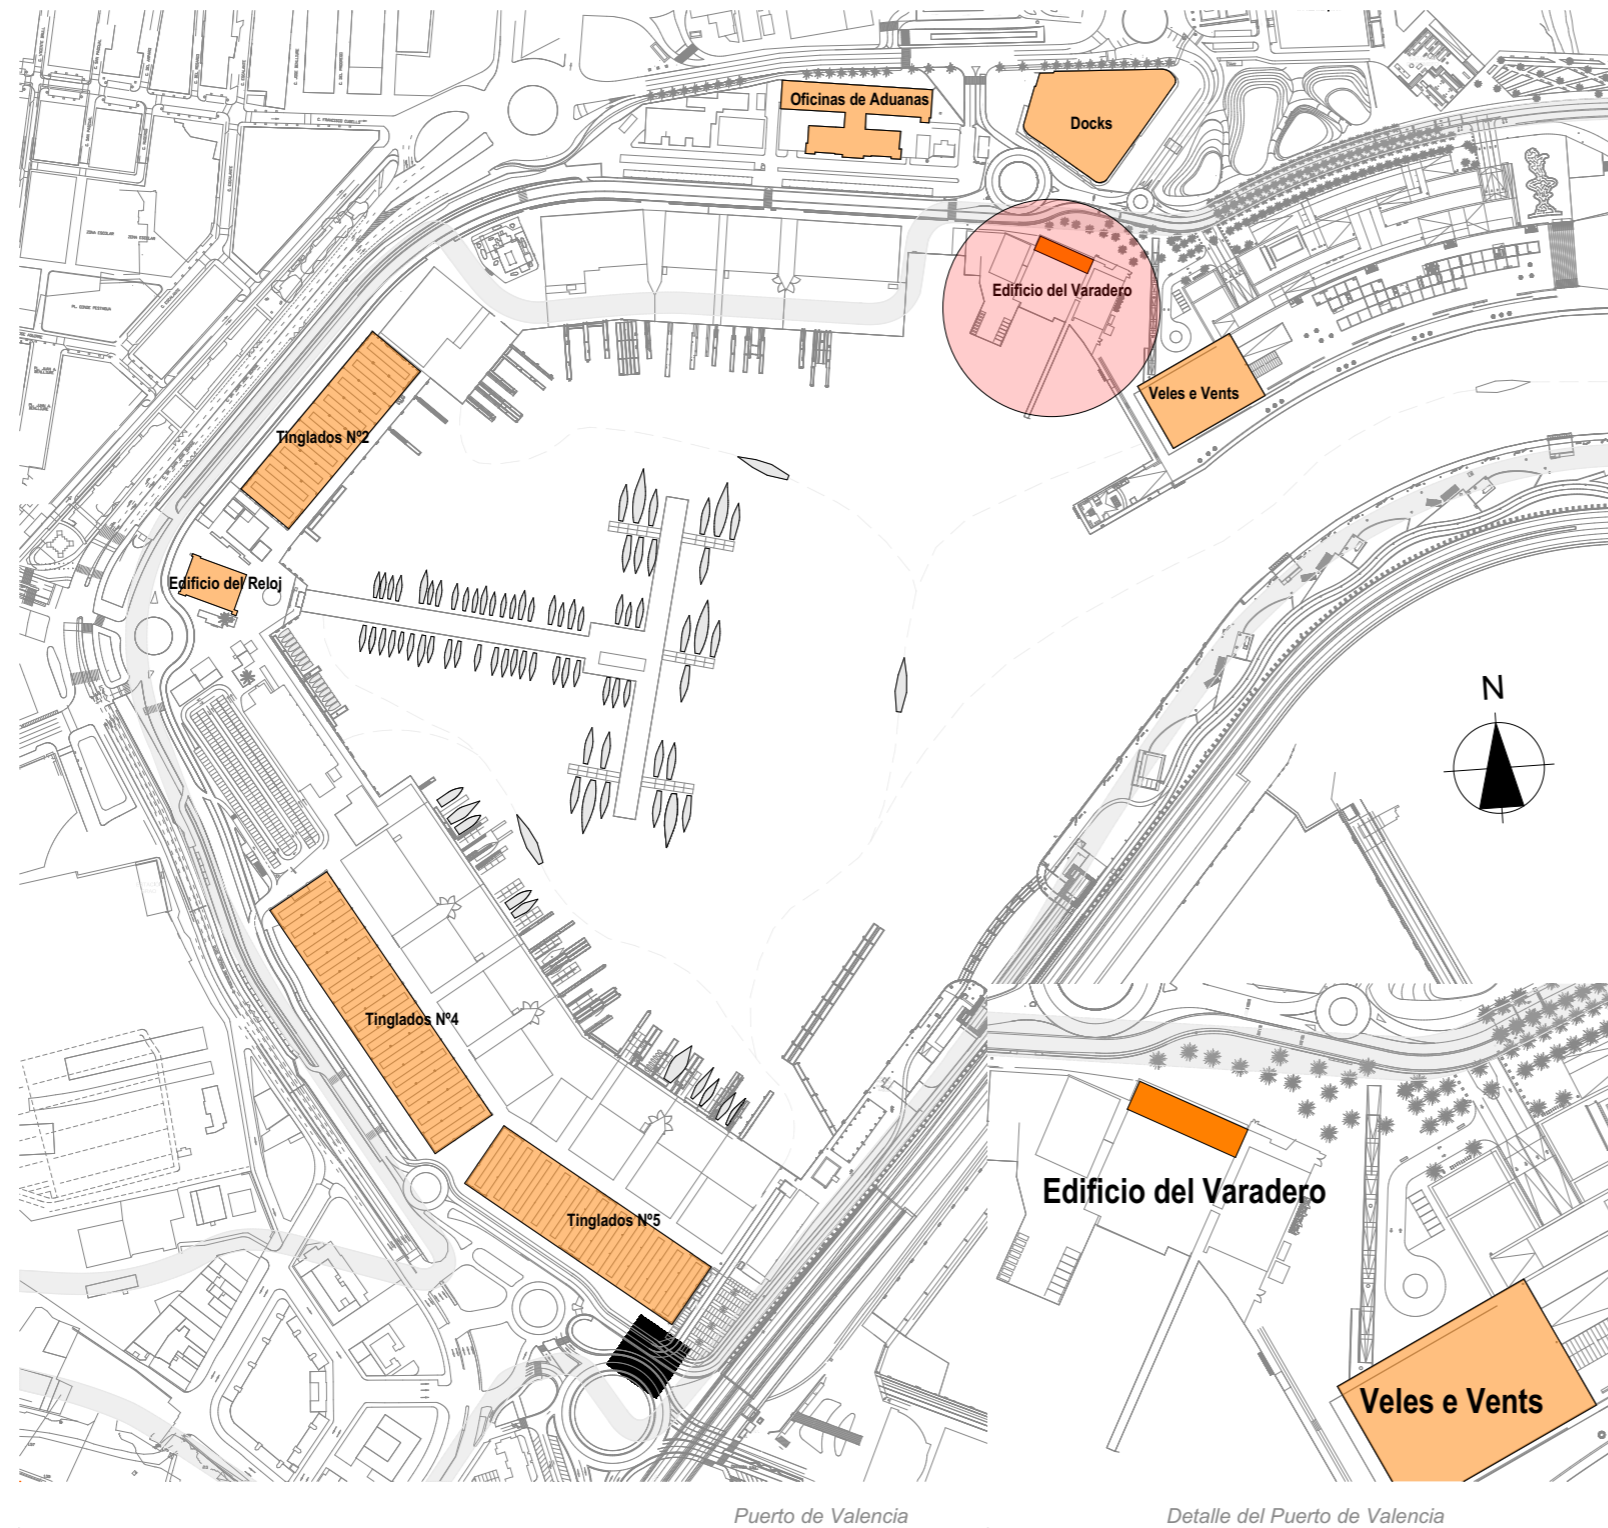 Oficinas de Aduanas
Docks
Edificio del Varadero
Veles e Vents
Tinglados Nº2
Edificio del Reloj
N
Tinglados Nº4
Tinglados Nº5
Edificio del Varadero
Veles e Vents
Puerto de Valencia
Detalle del Puerto de Valencia